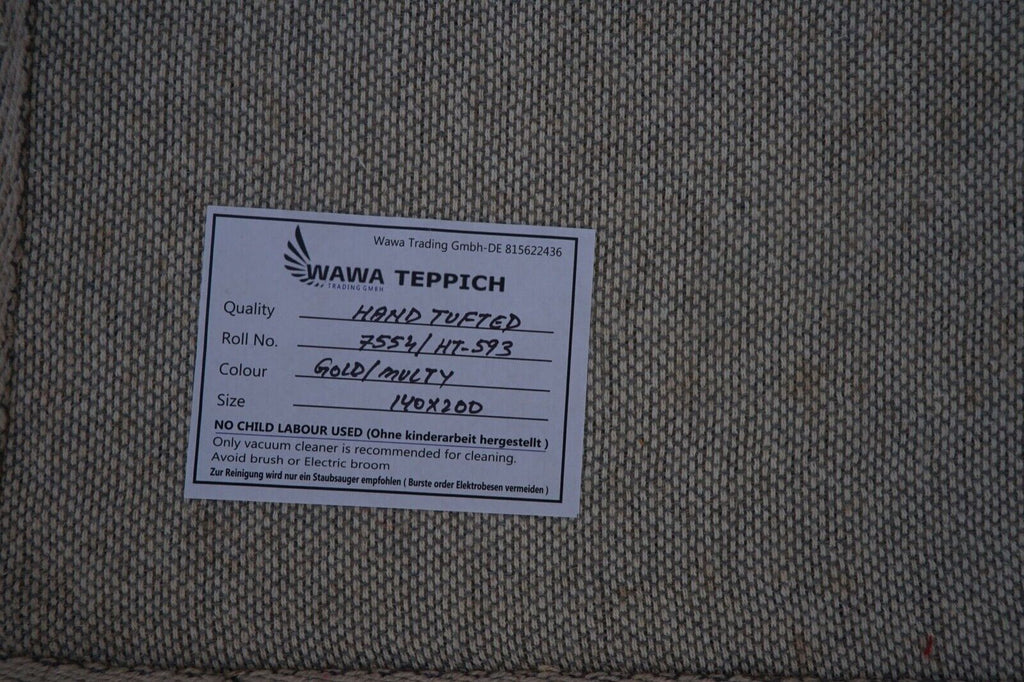 Wawa Trading Gmbh-DE 815622436
WAWA TEPPICH
TRADING GMBH
Quality HAND TUFTED
Roll No. 7554/HT-593
Colour GOLD/MULTY
Size 140X200
NO CHILD LABOUR USED (Ohne kinderarbeit hergestellt )
Only vacuum cleaner is recommended for cleaning.
Avoid brush or Electric broom
Zur Reinigung wird nur ein Staubsauger empfohlen ( Burste order Elektrobesen vermeiden )